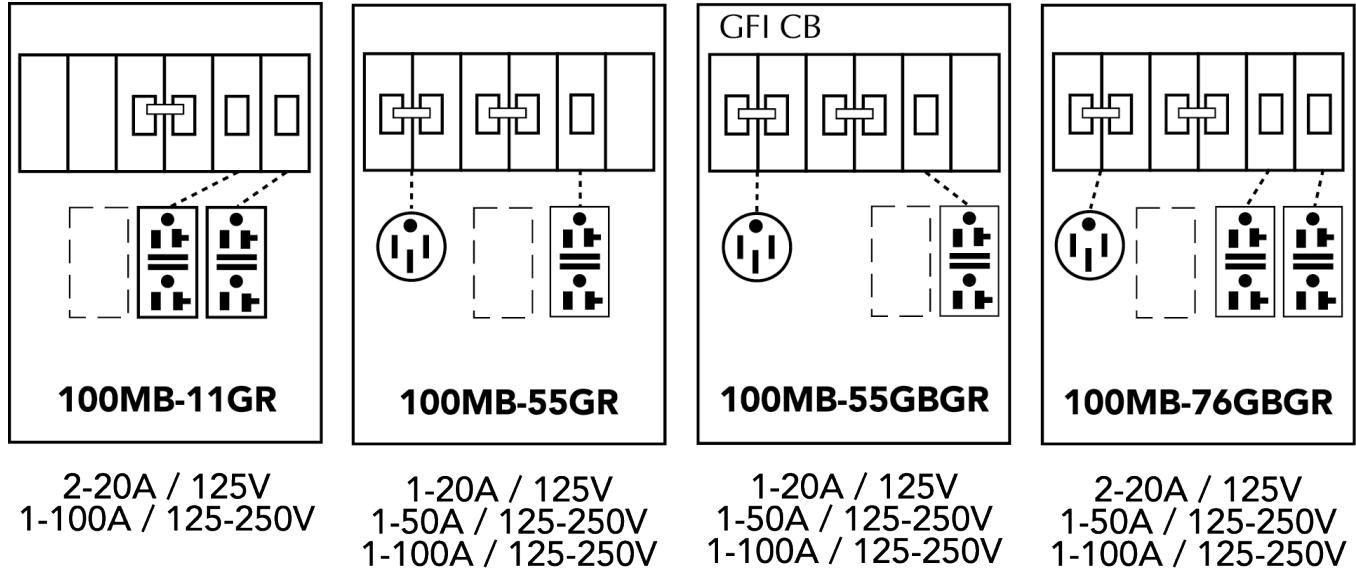 GFI CB
100MB-11GR
100MB-55GR
100MB-55GBGR
100MB-76GBGR
2-20A / 125V
1-100A / 125-250V
1-20A / 125V
1-50A / 125-250V
1-100A / 125-250V
1-20A / 125V
1-50A / 125-250V
1-100A / 125-250V
2-20A / 125V
1-50A / 125-250V
1-100A / 125-250V